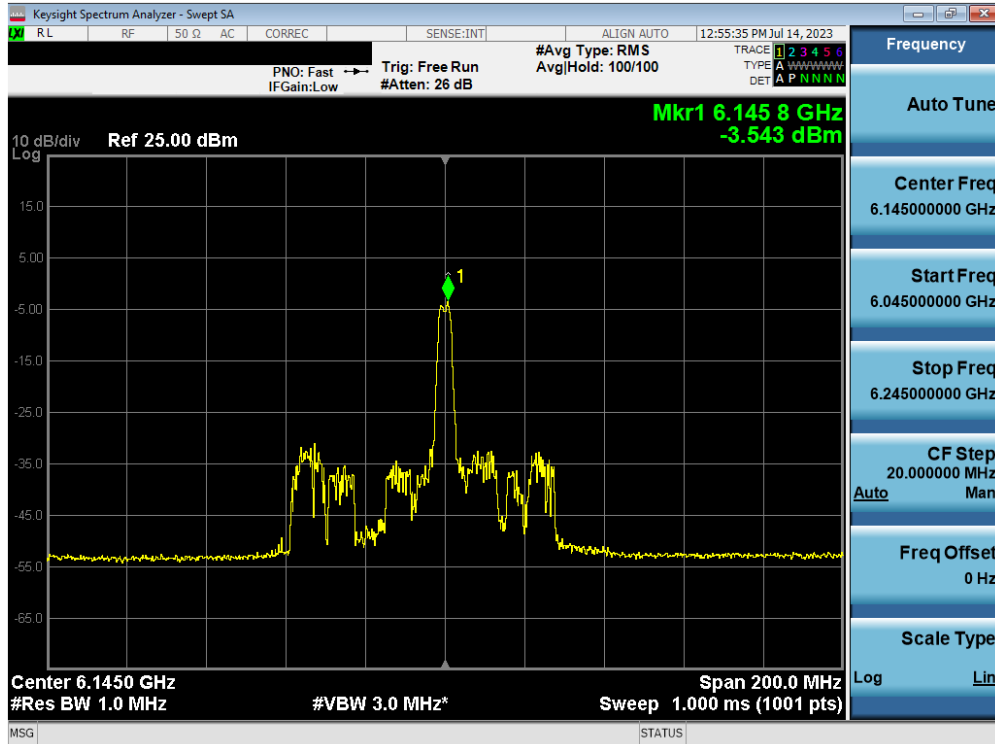 Keysight Spectrum Analyzer - Swept SA
LXI RL RF 50 Ω AC CORREC SENSE:INT ALIGN AUTO 12:55:35 PM Jul 14, 2023
PNO: Fast
IFGain:Low
Trig: Free Run
#Atten: 26 dB
#Avg Type: RMS
Avg|Hold: 100/100
TRACE 1 2 3 4 5 6
TYPE A WWWWW
DET A P N N N N
Mkr1 6.145 8 GHz
-3.543 dBm
10 dB/div Ref 25.00 dBm
Log
15.0
5.00
1
-5.00
-15.0
-25.0
-35.0
-45.0
-55.0
-65.0
Center 6.1450 GHz Span 200.0 MHz
#Res BW 1.0 MHz #VBW 3.0 MHz* Sweep 1.000 ms (1001 pts)
MSG STATUS
Frequency
Auto Tune
Center Freq
6.145000000 GHz
Start Freq
6.045000000 GHz
Stop Freq
6.245000000 GHz
CF Step
20.000000 MHz
Auto Man
Freq Offset
0 Hz
Scale Type
Log Lin